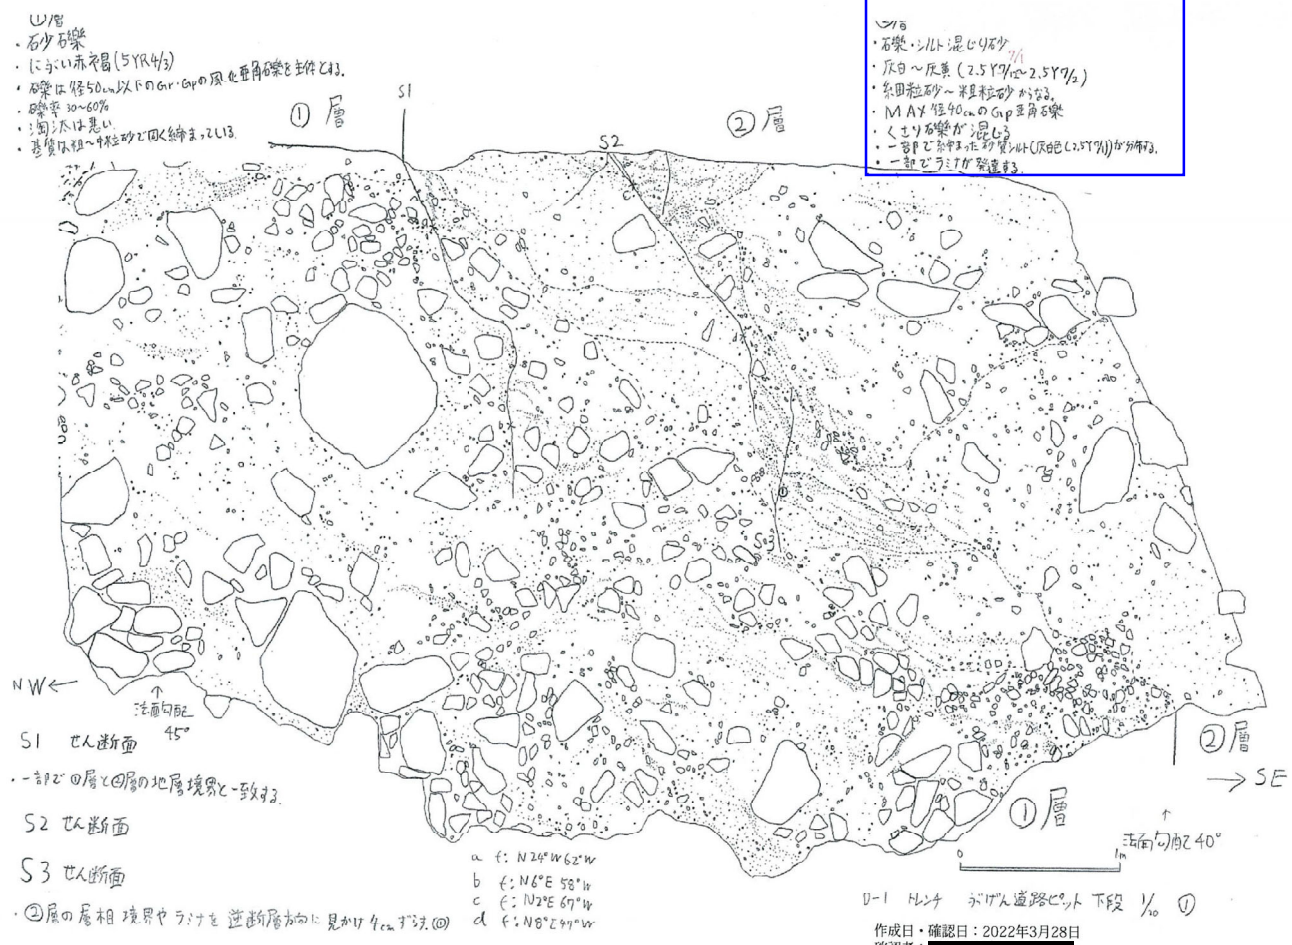 ①層
・砂礫
・にぶい赤褐(5YR4/3)
・礫は径50cm以下のGr・Gpの風化亜角礫を主体とする。
・礫率30~60%
・淘汰は悪い
・基質は粗~中粒砂で固く締まっている
①層
S1
S2
②層
②層
・礫・シルト混じり砂
7/1
・灰白~灰黄(2.5Y7/1~2.5Y7/2)
・細粒砂~粗粒砂からなる。
・MAX径40cmのGp亜角礫
・くさり礫が混じる
・一部で締まった砂質シルト(灰白色(2.5Y7/1))が分布する。
・一部でラミナが発達する。
S3
NW←
↑
法面勾配
45°
S1 せん断面
・一部で①層と②層の地層境界と一致する。
S2 せん断面
S3 せん断面
・②層の層相境界やラミナを逆断層方向に見かけ4cmずらす。(D)
a f: N24°W 62°W
b f: N6°E 58°W
c f: N2°E 67°W
d f: N8°E 47°W
②層
→SE
①層
↑
法面勾配40°
0 1m
D-1 トレンチ ぶげん道路ピット 下段 1/20 ①
作成日・確認日:2022年3月28日